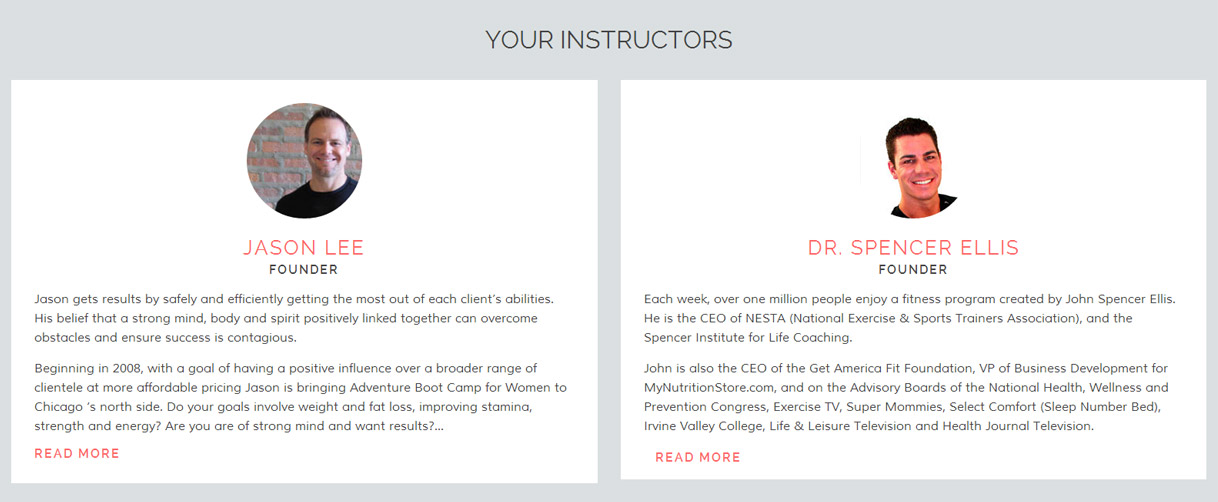 YOUR INSTRUCTORS
JASON LEE
FOUNDER
Jason gets results by safely and efficiently getting the most out of each client's abilities.
His belief that a strong mind, body and spirit positively linked together can overcome
obstacles and ensure success is contagious.
Beginning in 2008, with a goal of having a positive influence over a broader range of
clientele at more affordable pricing Jason is bringing Adventure Boot Camp for Women to
Chicago ‘s north side. Do your goals involve weight and fat loss, improving stamina,
strength and energy? Are you are of strong mind and want results?...
READ MORE
DR. SPENCER ELLIS
FOUNDER
Each week, over one million people enjoy a fitness program created by John Spencer Ellis.
He is the CEO of NESTA (National Exercise & Sports Trainers Association), and the
Spencer Institute for Life Coaching.
John is also the CEO of the Get America Fit Foundation, VP of Business Development for
MyNutritionStore.com, and on the Advisory Boards of the National Health, Wellness and
Prevention Congress, Exercise TV, Super Mommies, Select Comfort (Sleep Number Bed),
Irvine Valley College, Life & Leisure Television and Health Journal Television.
READ MORE